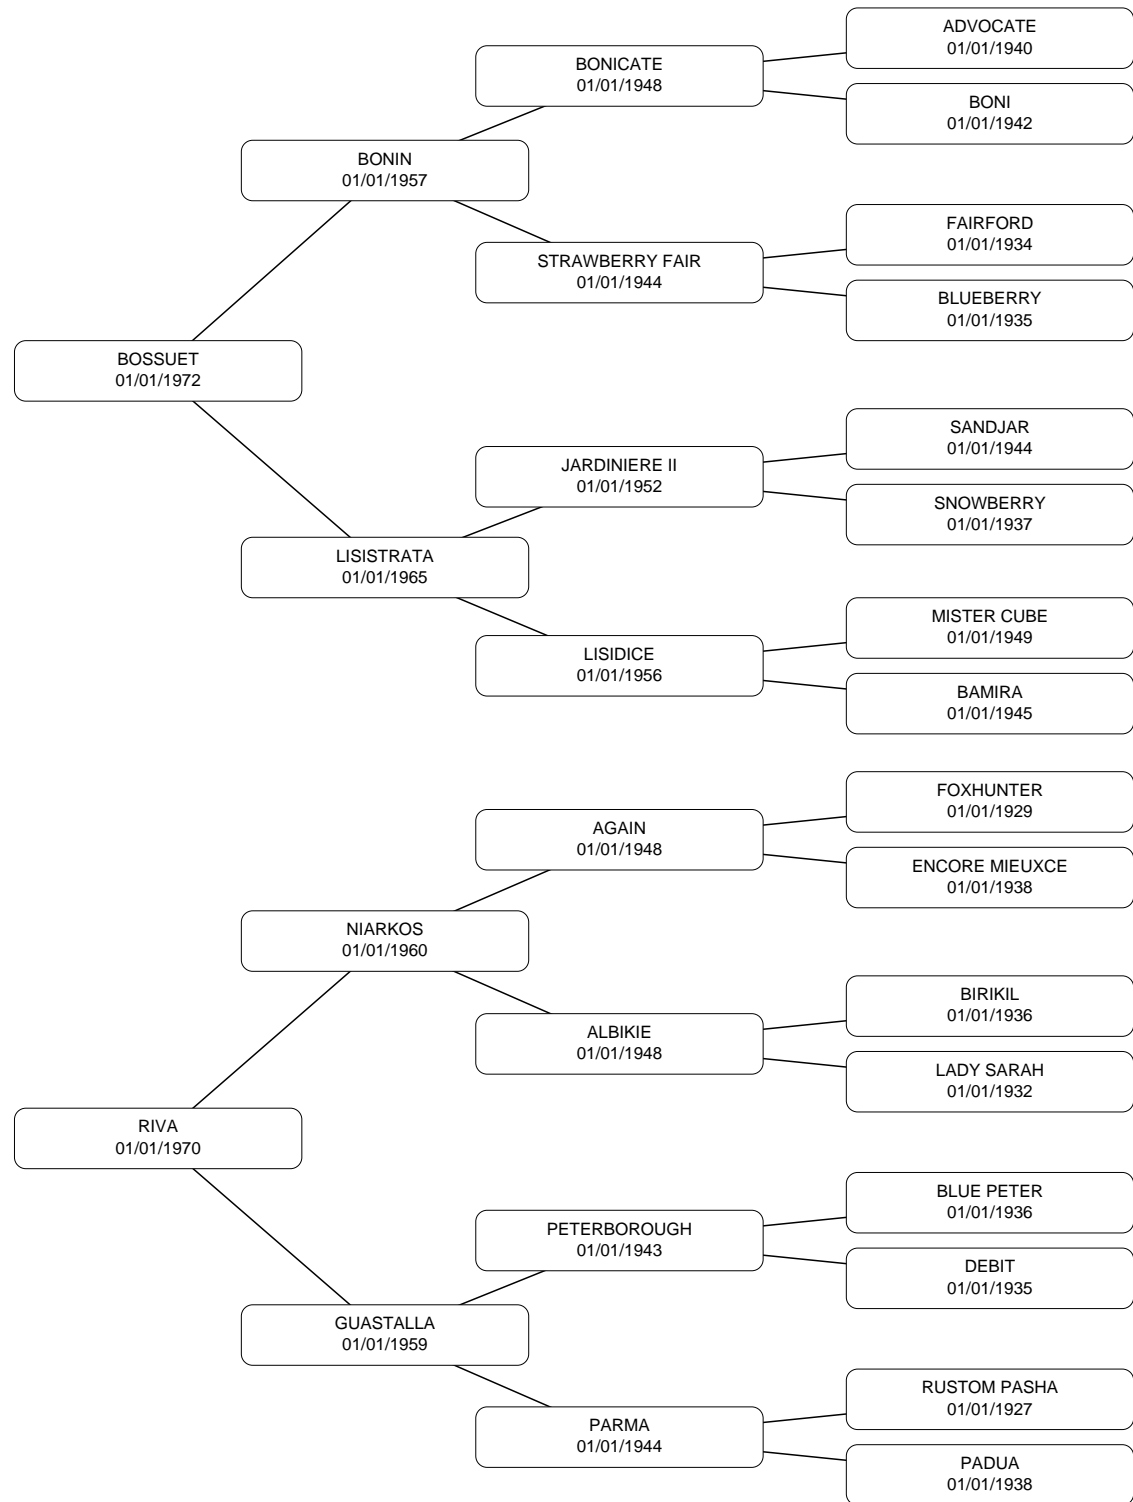 ADVOCATE
01/01/1940
BONICATE
01/01/1948
BONI
01/01/1942
BONIN
01/01/1957
FAIRFORD
01/01/1934
STRAWBERRY FAIR
01/01/1944
BLUEBERRY
01/01/1935
BOSSUET
01/01/1972
SANDJAR
01/01/1944
JARDINIERE II
01/01/1952
SNOWBERRY
01/01/1937
LISISTRATA
01/01/1965
MISTER CUBE
01/01/1949
LISIDICE
01/01/1956
BAMIRA
01/01/1945
FOXHUNTER
01/01/1929
AGAIN
01/01/1948
ENCORE MIEUXCE
01/01/1938
NIARKOS
01/01/1960
BIRIKIL
01/01/1936
ALBIKIE
01/01/1948
LADY SARAH
01/01/1932
RIVA
01/01/1970
BLUE PETER
01/01/1936
PETERBOROUGH
01/01/1943
DEBIT
01/01/1935
GUASTALLA
01/01/1959
RUSTOM PASHA
01/01/1927
PARMA
01/01/1944
PADUA
01/01/1938